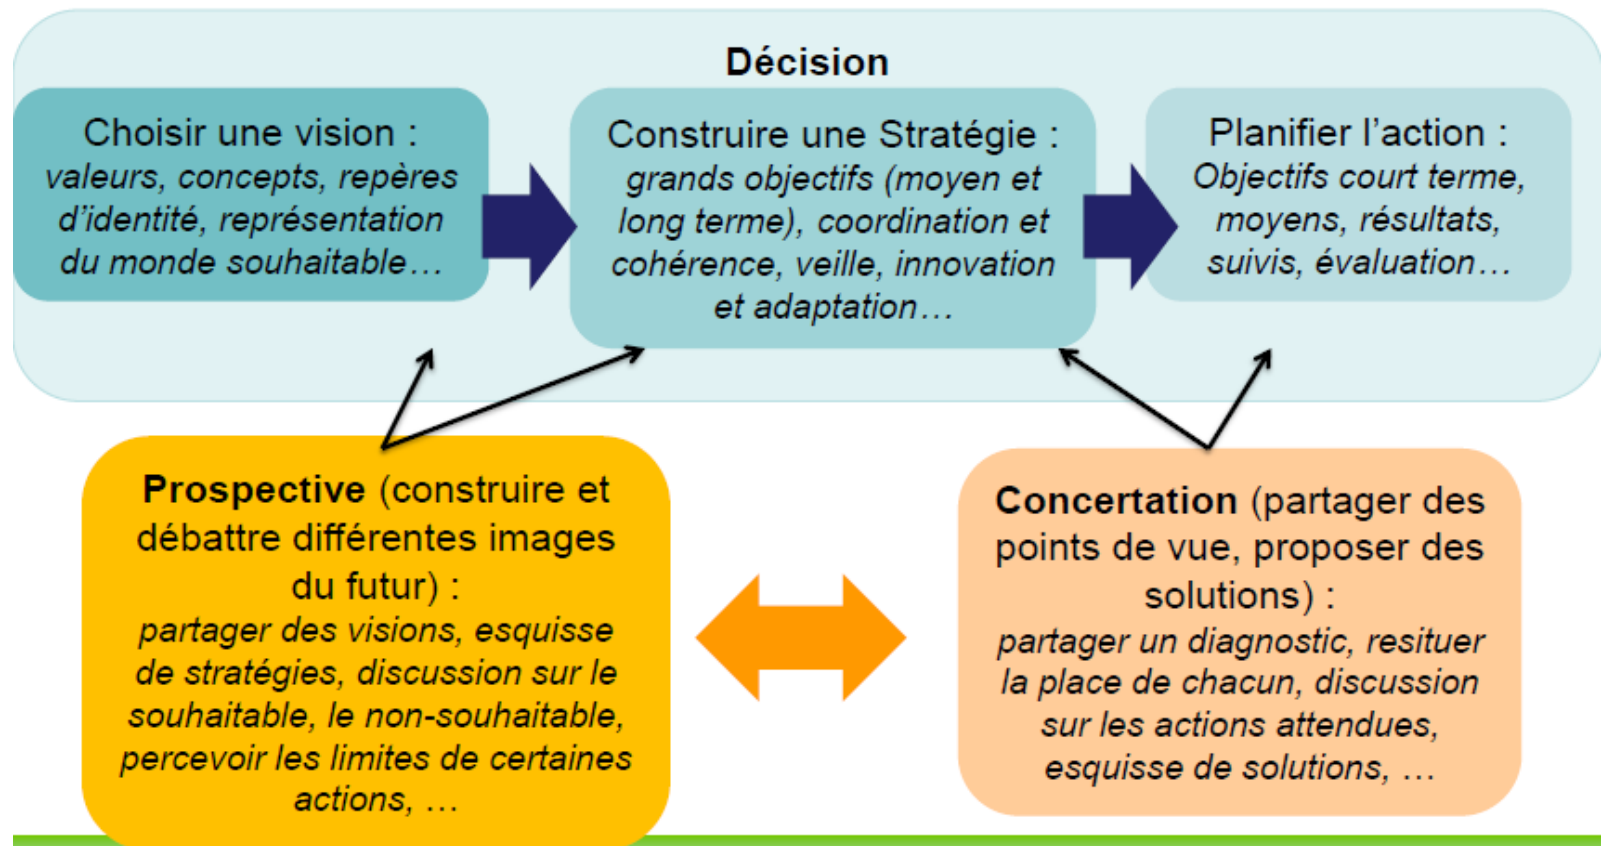 Décision
Choisir une vision :
valeurs, concepts, repères
d’identité, représentation
du monde souhaitable…
Construire une Stratégie :
grands objectifs (moyen et
long terme), coordination et
cohérence, veille, innovation
et adaptation…
Planifier l’action :
Objectifs court terme,
moyens, résultats,
suivis, évaluation…
Prospective (construire et
débattre différentes images
du futur) :
partager des visions, esquisse
de stratégies, discussion sur le
souhaitable, le non-souhaitable,
percevoir les limites de certaines
actions, …
Concertation (partager des
points de vue, proposer des
solutions) :
partager un diagnostic, resituer
la place de chacun, discussion
sur les actions attendues,
esquisse de solutions, …